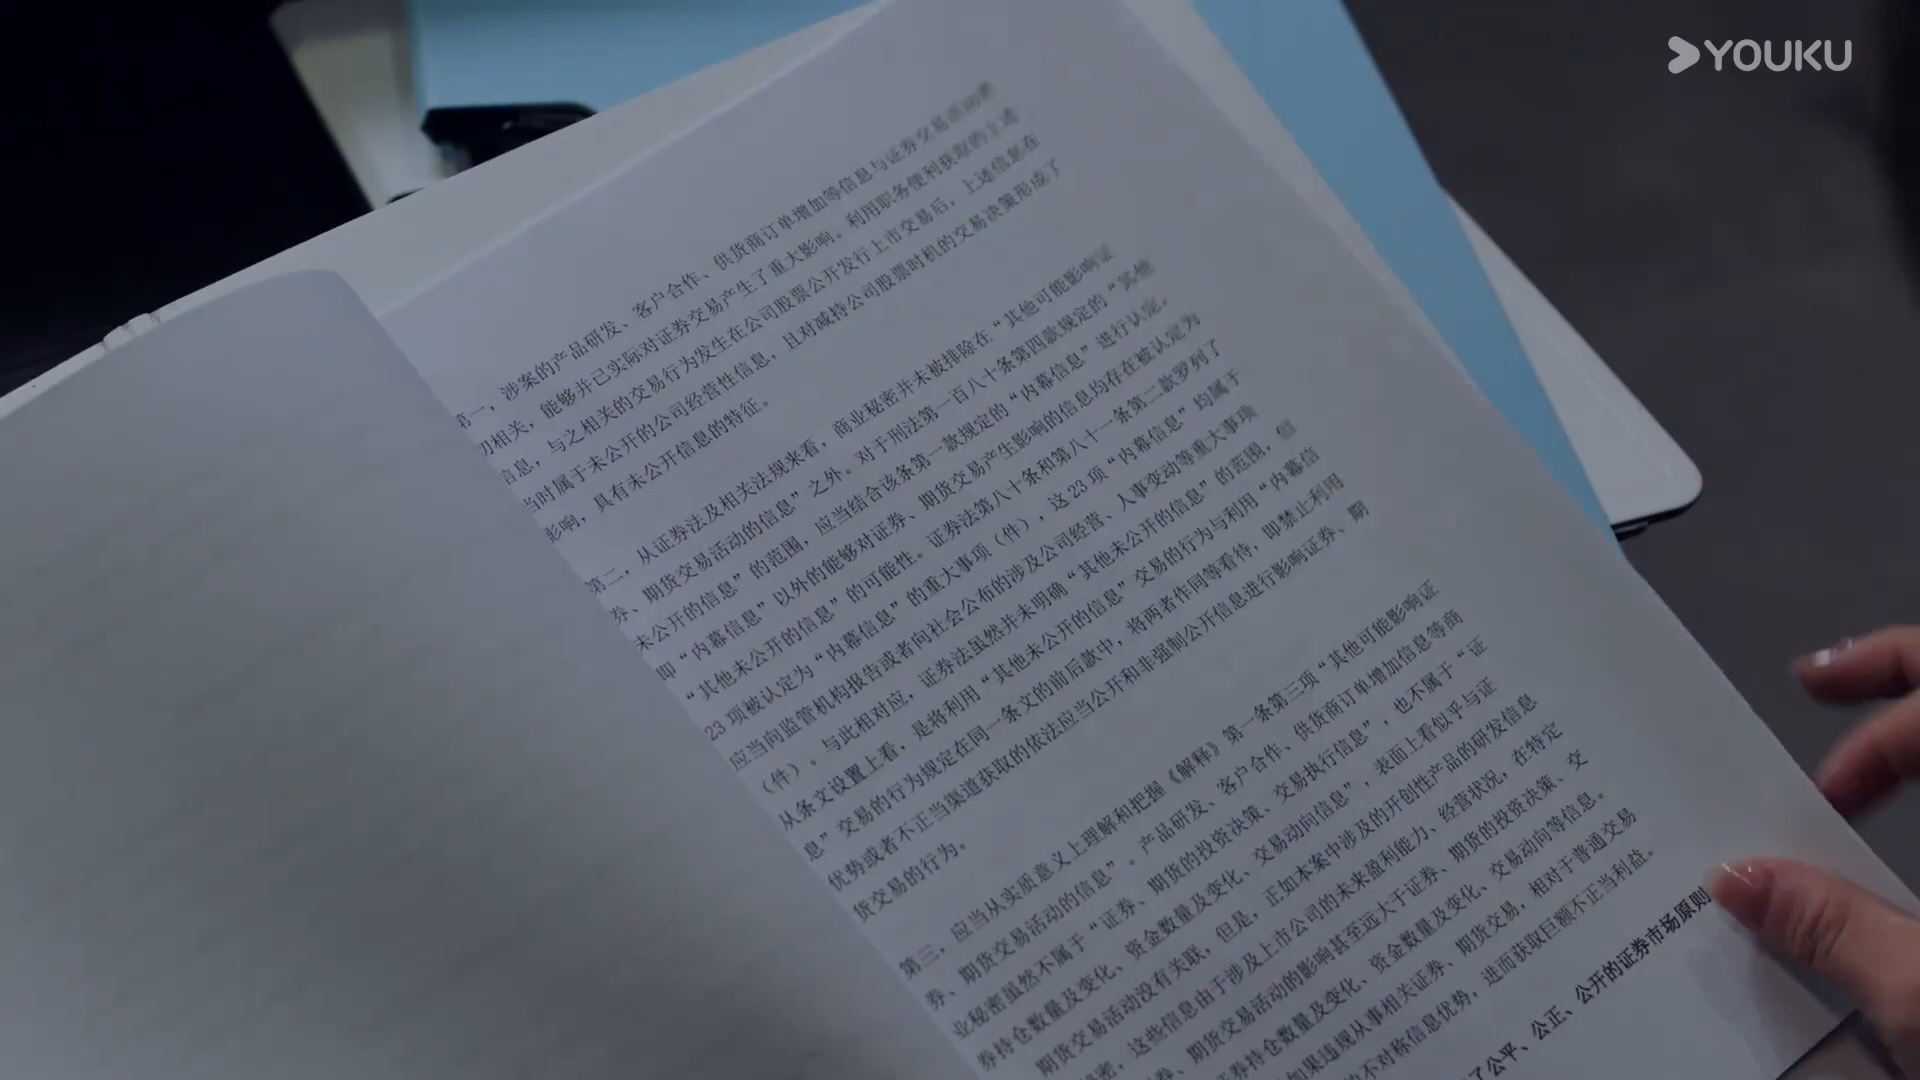 YOUKU
第一，涉案的产品研发、客户合作、供货商订单增加等信息与证券交易活动密
切相关，能够并已实际对证券交易产生了重大影响。利用职务便利获取的上述
信息，与之相关的交易行为发生在公司股票公开发行上市交易后，上述信息在
当时属于未公开的公司经营性信息，且对减持公司股票时机的交易决策形成了
影响，具有未公开信息的特征。
第二，从证券法及相关法规来看，商业秘密并未被排除在“其他可能影响证
券、期货交易活动的信息”之外。对于刑法第一百八十条第四款规定的“其他
未公开的信息”的范围，应当结合该条第一款规定的“内幕信息”进行认定，
即“内幕信息”以外的能够对证券、期货交易产生影响的信息均存在被认定为
“其他未公开的信息”的可能性。证券法第八十条和第八十一条第二款罗列了
23项被认定为“内幕信息”的重大事项（件），这23项“内幕信息”均属于
应当向监管机构报告或者向社会公布的涉及公司经营、人事变动等重大事项
（件）。与此相对应，证券法虽然并未明确“其他未公开的信息”的范围，但
从条文设置上看，是将利用“其他未公开的信息”交易的行为与利用“内幕信
息”交易的行为规定在同一条文的前后款中，将两者作同等看待，即禁止利用
优势或者不正当渠道获取的依法应当公开和非强制公开信息进行影响证券、期
货交易的行为。
第三，应当从实质意义上理解和把握《解释》第一条第三项“其他可能影响证
券、期货交易活动的信息”。产品研发、客户合作、供货商订单增加信息等商
业秘密虽然不属于“证券、期货的投资决策、交易执行信息”，也不属于“证
券持仓数量及变化、资金数量及变化、交易动向信息”，表面上看似乎与证
期货交易活动没有关联，但是，正如本案中涉及的开创性产品的研发信息
密，这些信息由于涉及上市公司的未来盈利能力、经营状况，在特定
、期货交易活动的影响甚至远大于证券、期货的投资决策、交
券持仓数量及变化、资金数量及变化、交易动向等信息。
如果违规从事相关证券、期货交易，相对于普通交易
不对称信息优势，进而获取巨额不正当利益。
了公平、公正、公开的证券市场原则